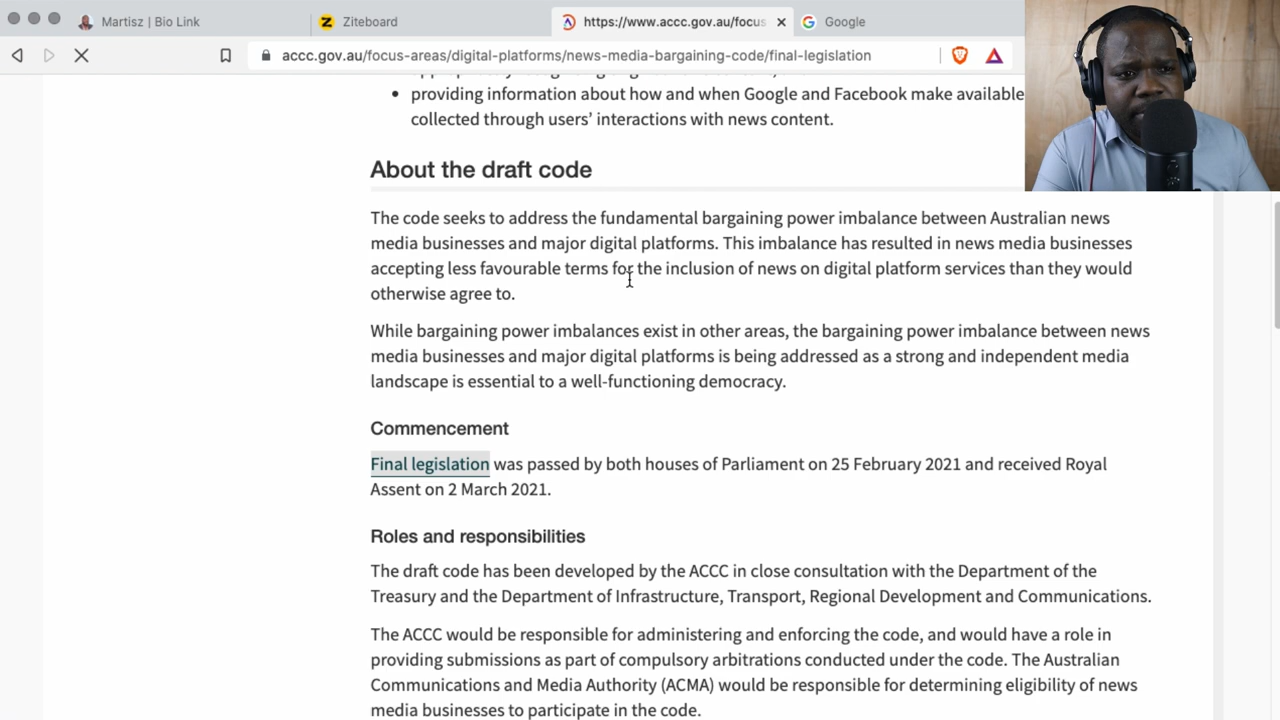 Martisz | Bio Link
Ziteboard
https://www.accc.gov.au/focus
Google
accc.gov.au/focus-areas/digital-platforms/news-media-bargaining-code/final-legislation
providing information about how and when Google and Facebook make available
collected through users’ interactions with news content.
About the draft code
The code seeks to address the fundamental bargaining power imbalance between Australian news
media businesses and major digital platforms. This imbalance has resulted in news media businesses
accepting less favourable terms for the inclusion of news on digital platform services than they would
otherwise agree to.
While bargaining power imbalances exist in other areas, the bargaining power imbalance between news
media businesses and major digital platforms is being addressed as a strong and independent media
landscape is essential to a well-functioning democracy.
Commencement
Final legislation was passed by both houses of Parliament on 25 February 2021 and received Royal
Assent on 2 March 2021.
Roles and responsibilities
The draft code has been developed by the ACCC in close consultation with the Department of the
Treasury and the Department of Infrastructure, Transport, Regional Development and Communications.
The ACCC would be responsible for administering and enforcing the code, and would have a role in
providing submissions as part of compulsory arbitrations conducted under the code. The Australian
Communications and Media Authority (ACMA) would be responsible for determining eligibility of news
media businesses to participate in the code.